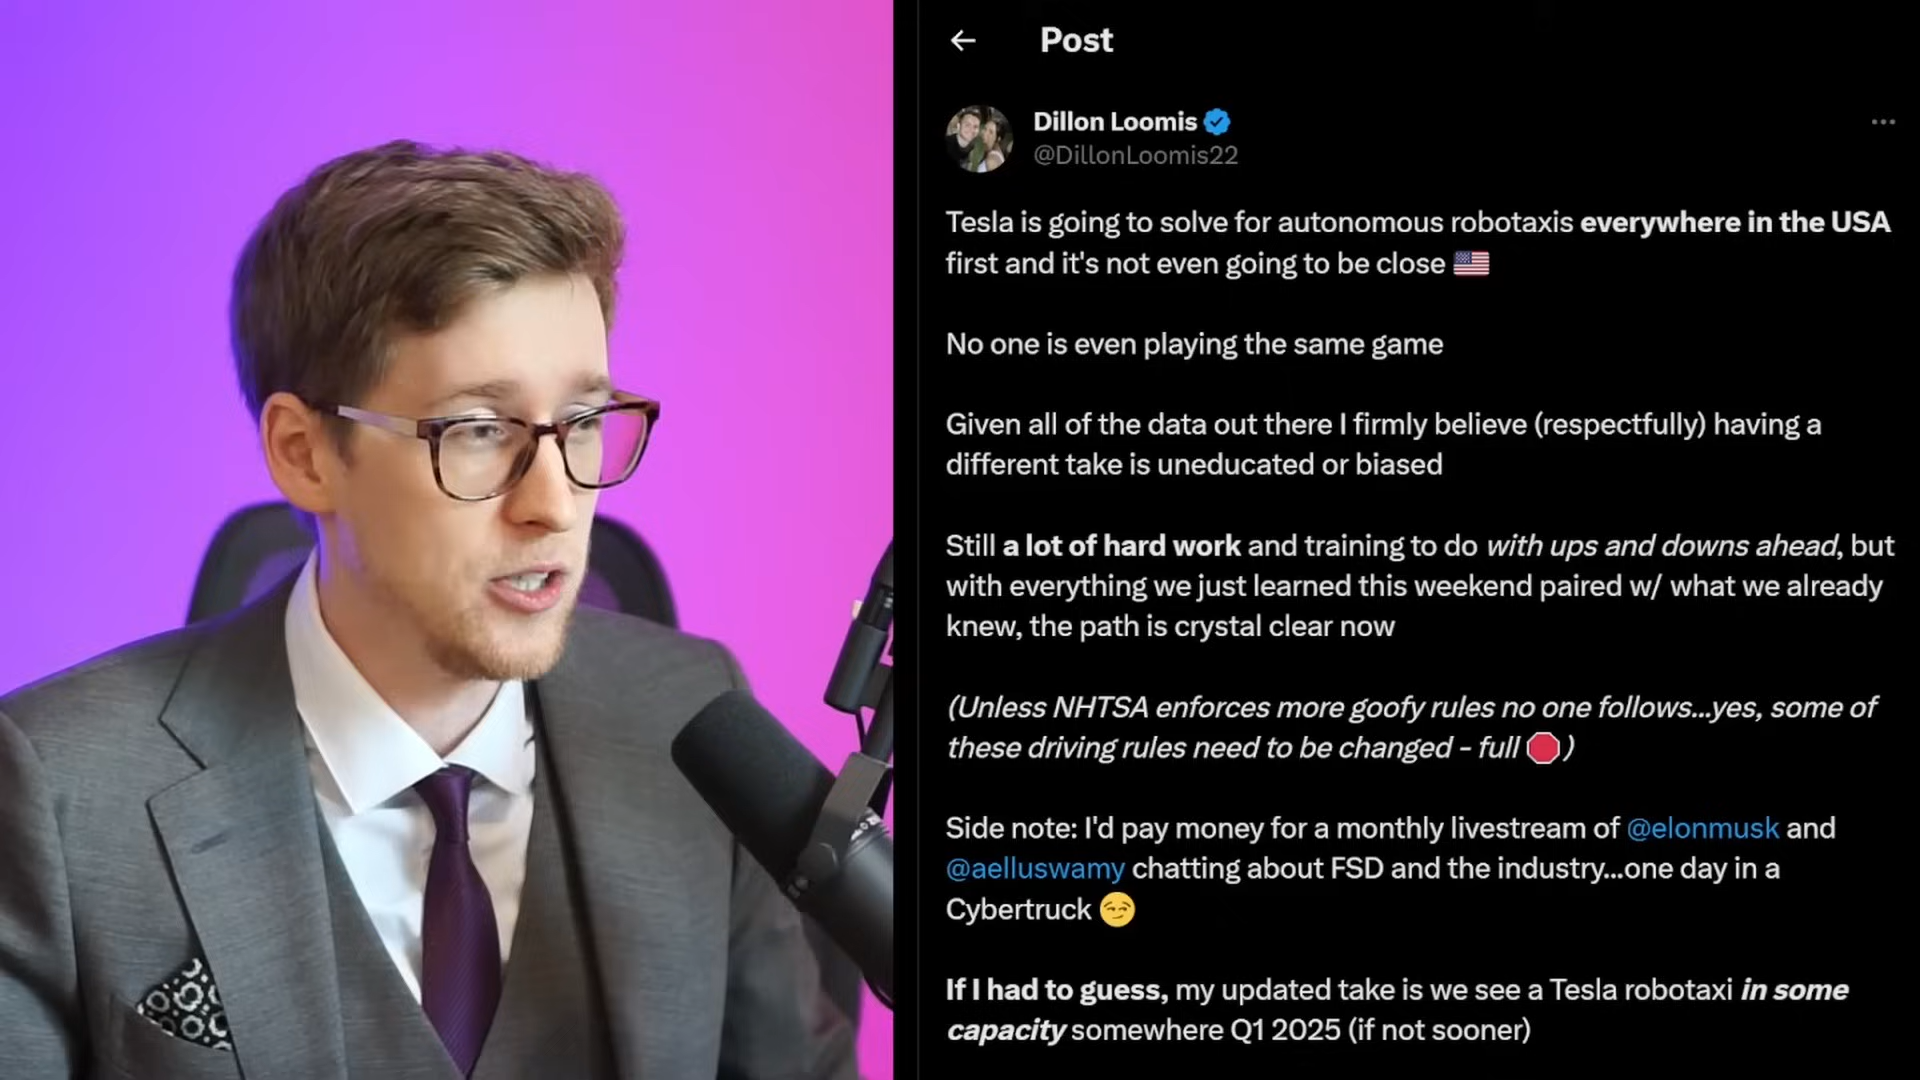 ← Post
Dillon Loomis
@DillonLoomis22
Tesla is going to solve for autonomous robotaxis everywhere in the USA
first and it's not even going to be close 🇺🇸
No one is even playing the same game
Given all of the data out there I firmly believe (respectfully) having a
different take is uneducated or biased
Still a lot of hard work and training to do with ups and downs ahead, but
with everything we just learned this weekend paired w/ what we already
knew, the path is crystal clear now
(Unless NHTSA enforces more goofy rules no one follows...yes, some of
these driving rules need to be changed - full 🛑)
Side note: I'd pay money for a monthly livestream of @elonmusk and
@aelluswamy chatting about FSD and the industry...one day in a
Cybertruck 😏
If I had to guess, my updated take is we see a Tesla robotaxi in some
capacity somewhere Q1 2025 (if not sooner)